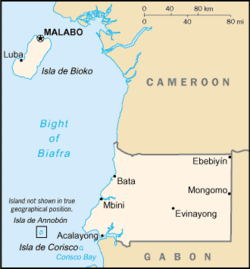 0 40 80 km
0 40 80 mi
MALABO
Luba
Isla de Bioko
CAMEROON
Bight
of
Biafra
Ebebiyin
Bata
Mongomo
Island not shown in true
geographical position.
Mbini
Evinayong
Isla de Annobón
Acalayong
Isla de Corisco
Corisco Bay
GABON